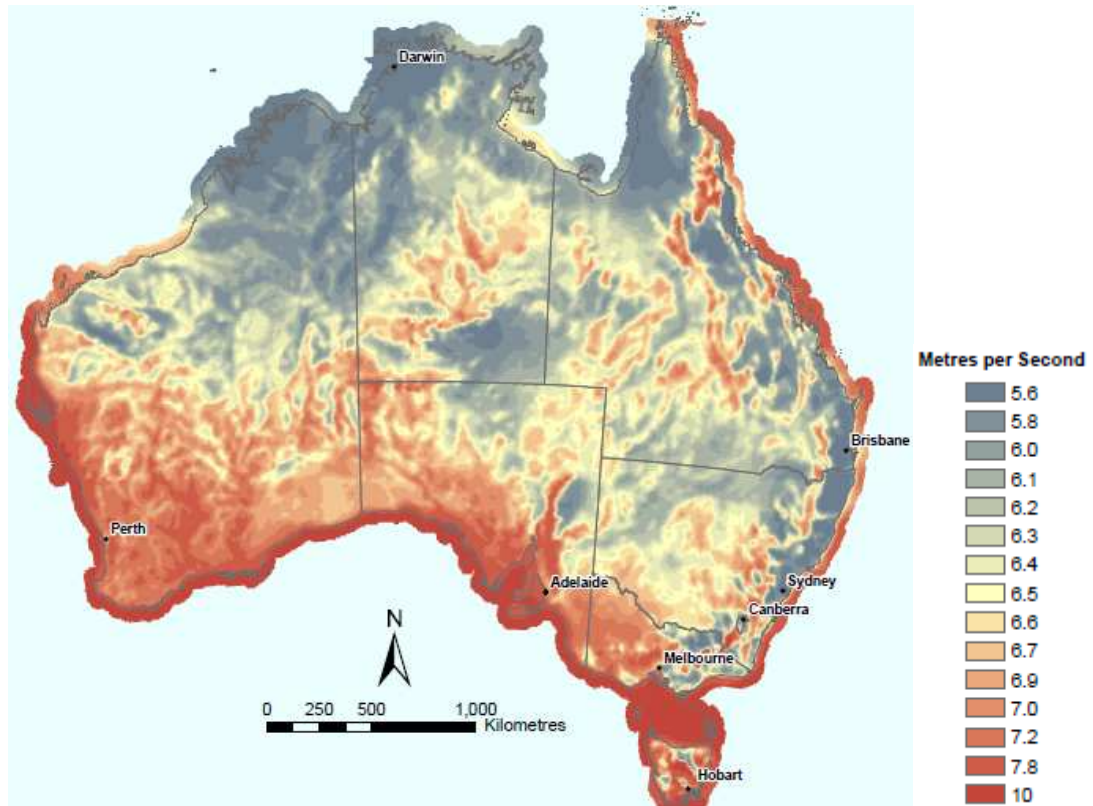 Darwin
Brisbane
Perth
Sydney
Adelaide
Canberra
N
Melbourne
0 250 500 1,000
Kilometres
Hobart
Metres per Second
5.6
5.8
6.0
6.1
6.2
6.3
6.4
6.5
6.6
6.7
6.9
7.0
7.2
7.8
10